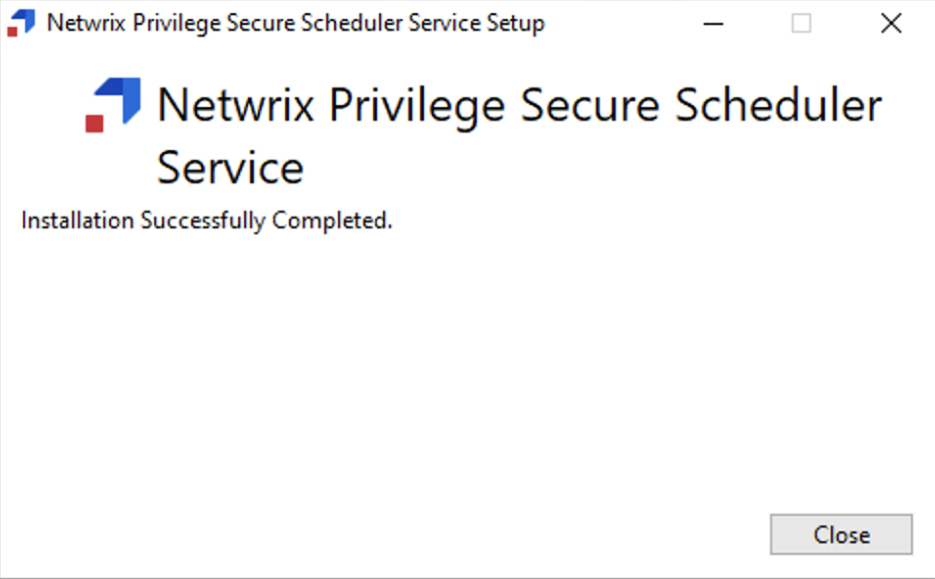 Netwrix Privilege Secure Scheduler Service Setup
Netwrix Privilege Secure Scheduler
Service
Installation Successfully Completed.
Close